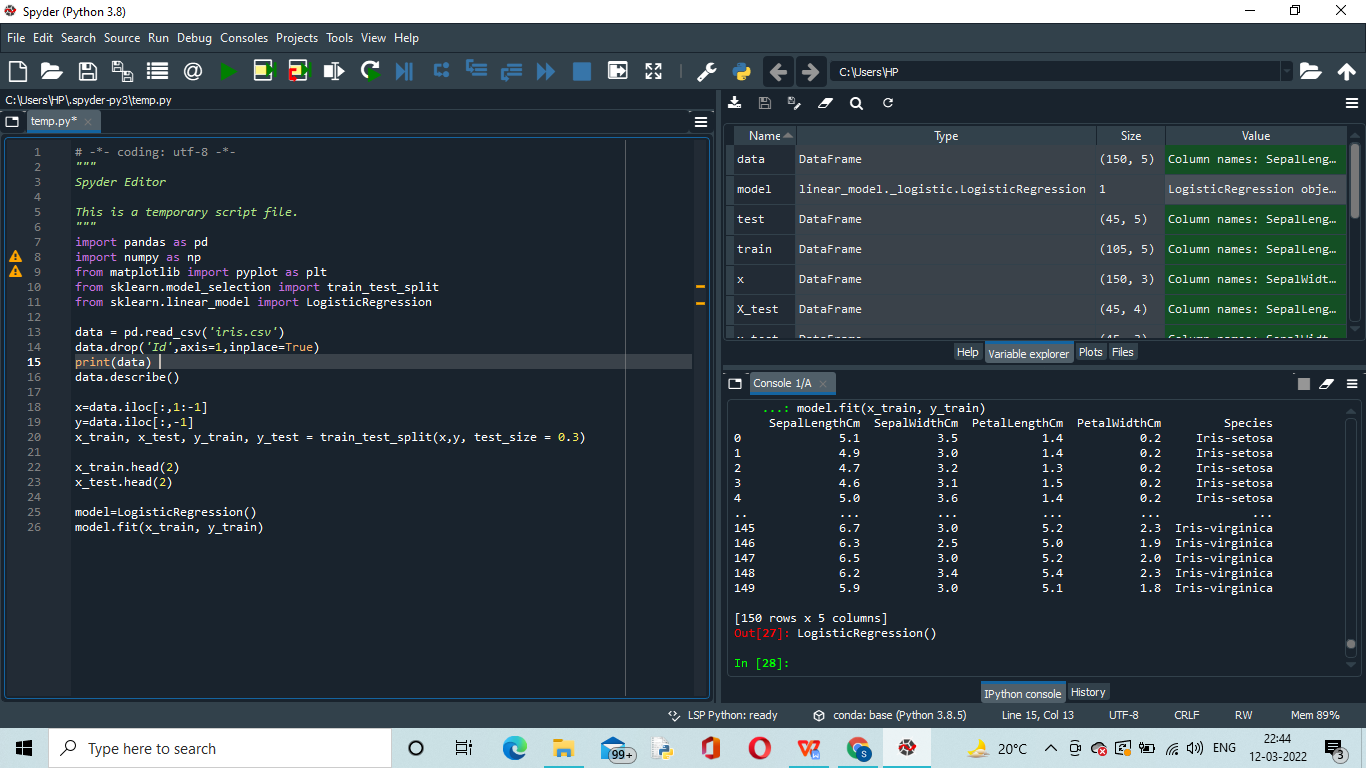 Spyder (Python 3.8)
File Edit Search Source Run Debug Consoles Projects Tools View Help
C:\Users\HP
C:\Users\HP\.spyder-py3\temp.py
temp.py*
1 # -*- coding: utf-8 -*-
2 """
3 Spyder Editor
4
5 This is a temporary script file.
6 """
7 import pandas as pd
8 import numpy as np
9 from matplotlib import pyplot as plt
10 from sklearn.model_selection import train_test_split
11 from sklearn.linear_model import LogisticRegression
12
13 data = pd.read_csv('iris.csv')
14 data.drop('Id',axis=1,inplace=True)
15 print(data)
16 data.describe()
17
18 x=data.iloc[:,1:-1]
19 y=data.iloc[:,-1]
20 x_train, x_test, y_train, y_test = train_test_split(x,y, test_size = 0.3)
21
22 x_train.head(2)
23 x_test.head(2)
24
25 model=LogisticRegression()
26 model.fit(x_train, y_train)
Name Type Size Value
data DataFrame (150, 5) Column names: SepalLeng…
model linear_model._logistic.LogisticRegression 1 LogisticRegression obje…
test DataFrame (45, 5) Column names: SepalLeng…
train DataFrame (105, 5) Column names: SepalLeng…
x DataFrame (150, 3) Column names: SepalWidt…
X_test DataFrame (45, 4) Column names: SepalLeng…
Help Variable explorer Plots Files
Console 1/A
...: model.fit(x_train, y_train)
SepalLengthCm SepalWidthCm PetalLengthCm PetalWidthCm Species
0 5.1 3.5 1.4 0.2 Iris-setosa
1 4.9 3.0 1.4 0.2 Iris-setosa
2 4.7 3.2 1.3 0.2 Iris-setosa
3 4.6 3.1 1.5 0.2 Iris-setosa
4 5.0 3.6 1.4 0.2 Iris-setosa
.. ... ... ... ... ...
145 6.7 3.0 5.2 2.3 Iris-virginica
146 6.3 2.5 5.0 1.9 Iris-virginica
147 6.5 3.0 5.2 2.0 Iris-virginica
148 6.2 3.4 5.4 2.3 Iris-virginica
149 5.9 3.0 5.1 1.8 Iris-virginica
[150 rows x 5 columns]
Out[27]: LogisticRegression()
In [28]:
IPython console History
LSP Python: ready conda: base (Python 3.8.5) Line 15, Col 13 UTF-8 CRLF RW Mem 89%
Type here to search
99+
S
20°C
ENG
22:44
12-03-2022
3